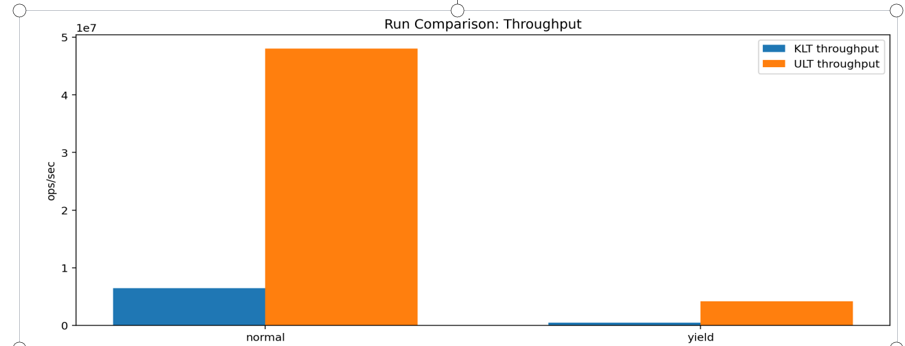 Run Comparison: Throughput
1e7
5
4
3
2
1
0
ops/sec
KLT throughput
ULT throughput
normal yield